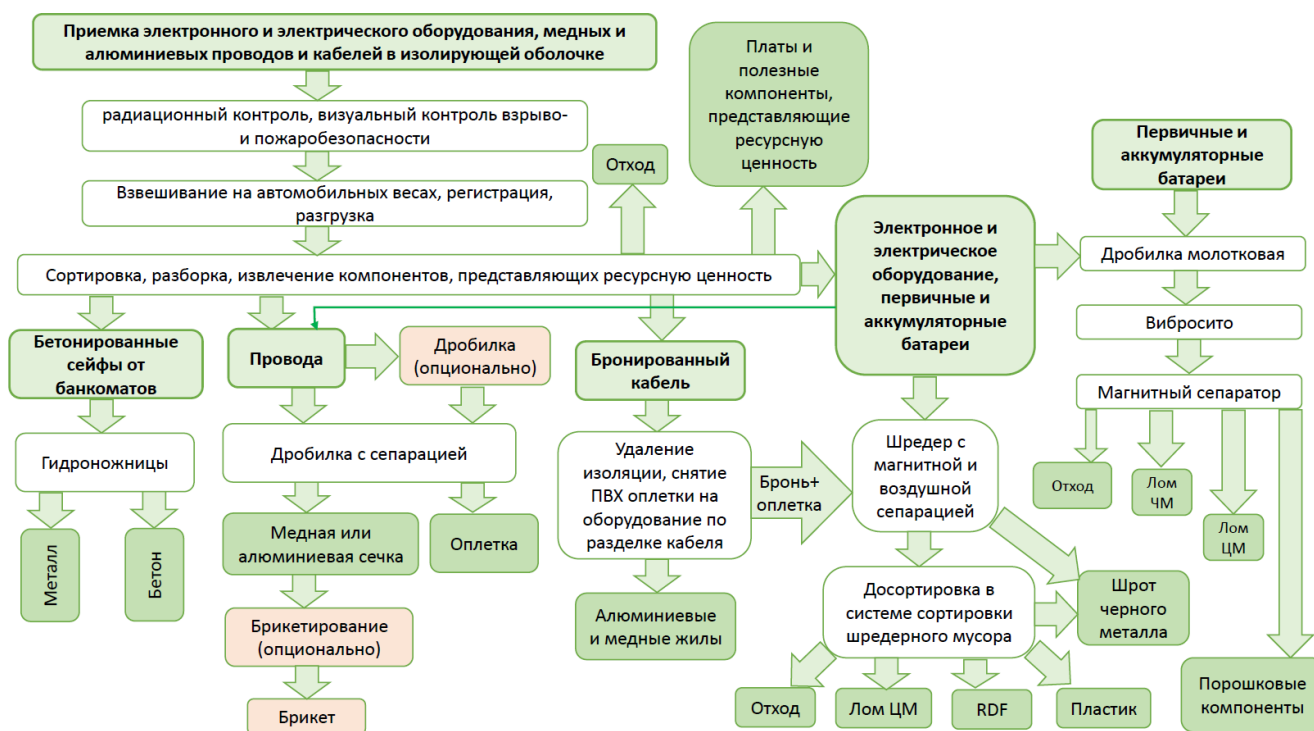 Приемка электронного и электрического оборудования, медных и
алюминиевых проводов и кабелей в изолирующей оболочке
радиационный контроль, визуальный контроль взрыво-
и пожаробезопасности
Взвешивание на автомобильных весах, регистрация,
разгрузка
Отход
Платы и
полезные
компоненты,
представляющие
ресурсную
ценность
Первичные и
аккумуляторные
батареи
Сортировка, разборка, извлечение компонентов, представляющих ресурсную ценность
Электронное и
электрическое
оборудование,
первичные и
аккумуляторные
батареи
Дробилка молотковая
Вибросито
Магнитный сепаратор
Отход
Лом
ЧМ
Лом
ЦМ
Порошковые
компоненты
Бетонированные
сейфы от
банкоматов
Гидроножницы
Металл
Бетон
Провода
Дробилка
(опционально)
Дробилка с сепарацией
Медная или
алюминиевая сечка
Оплетка
Брикетирование
(опционально)
Брикет
Бронированный
кабель
Удаление
изоляции, снятие
ПВХ оплетки на
оборудование по
разделке кабеля
Бронь+
оплетка
Алюминиевые
и медные жилы
Шредер с
магнитной и
воздушной
сепарацией
Досортировка в
системе сортировки
шредерного мусора
Шрот
черного
металла
Отход
Лом ЦМ
RDF
Пластик